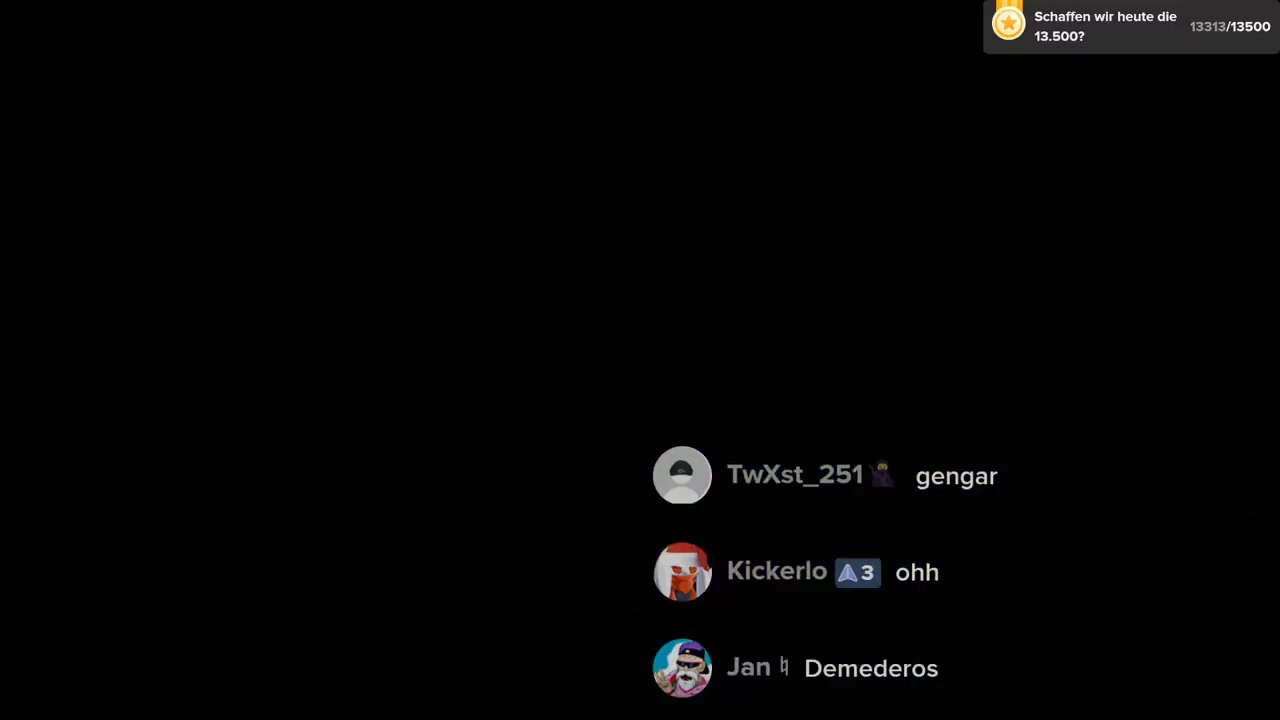 Schaffen wir heute die
13.500?
13313/13500
TwXst_251 gengar
Kickerlo 3 ohh
Jan ♮ Demederos